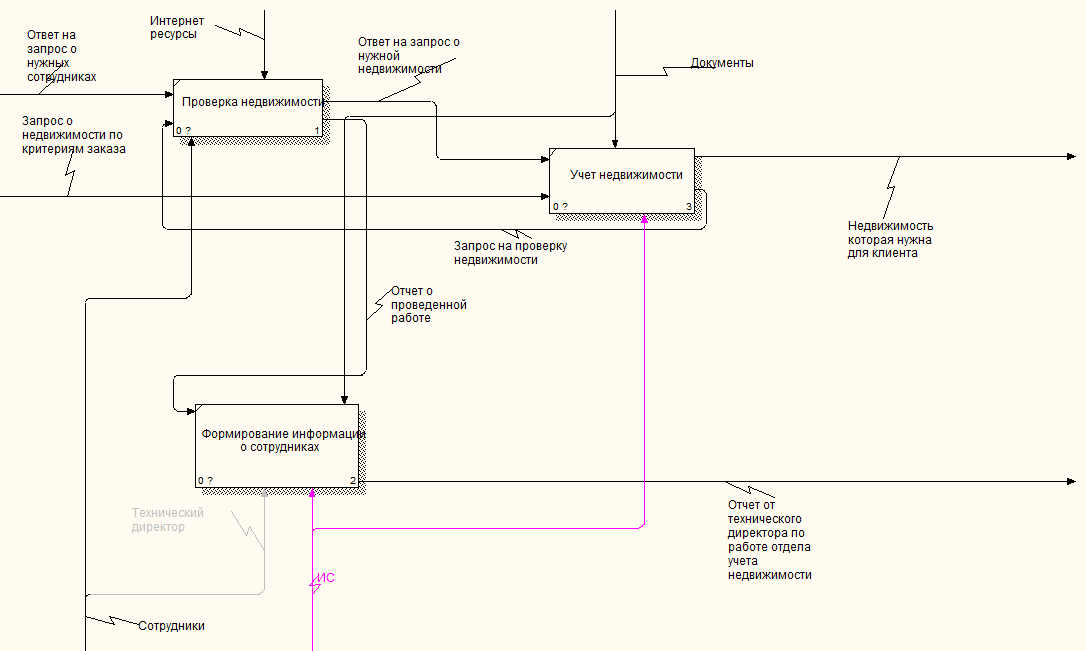 Интернет
ресурсы
Ответ на
запрос о
нужных
сотрудниках
Ответ на запрос о
нужной
недвижимости
Документы
Проверка недвижимости
0 ?
1
Запрос о
недвижимости по
критериям заказа
Учет недвижимости
0 ?
3
Запрос на проверку
недвижимости
Недвижимость
которая нужна
для клиента
Отчет о
проведенной
работе
Формирование информации
о сотрудниках
0 ?
2
Технический
директор
Отчет от
технического
директора по
работе отдела
учета
недвижимости
ИС
Сотрудники